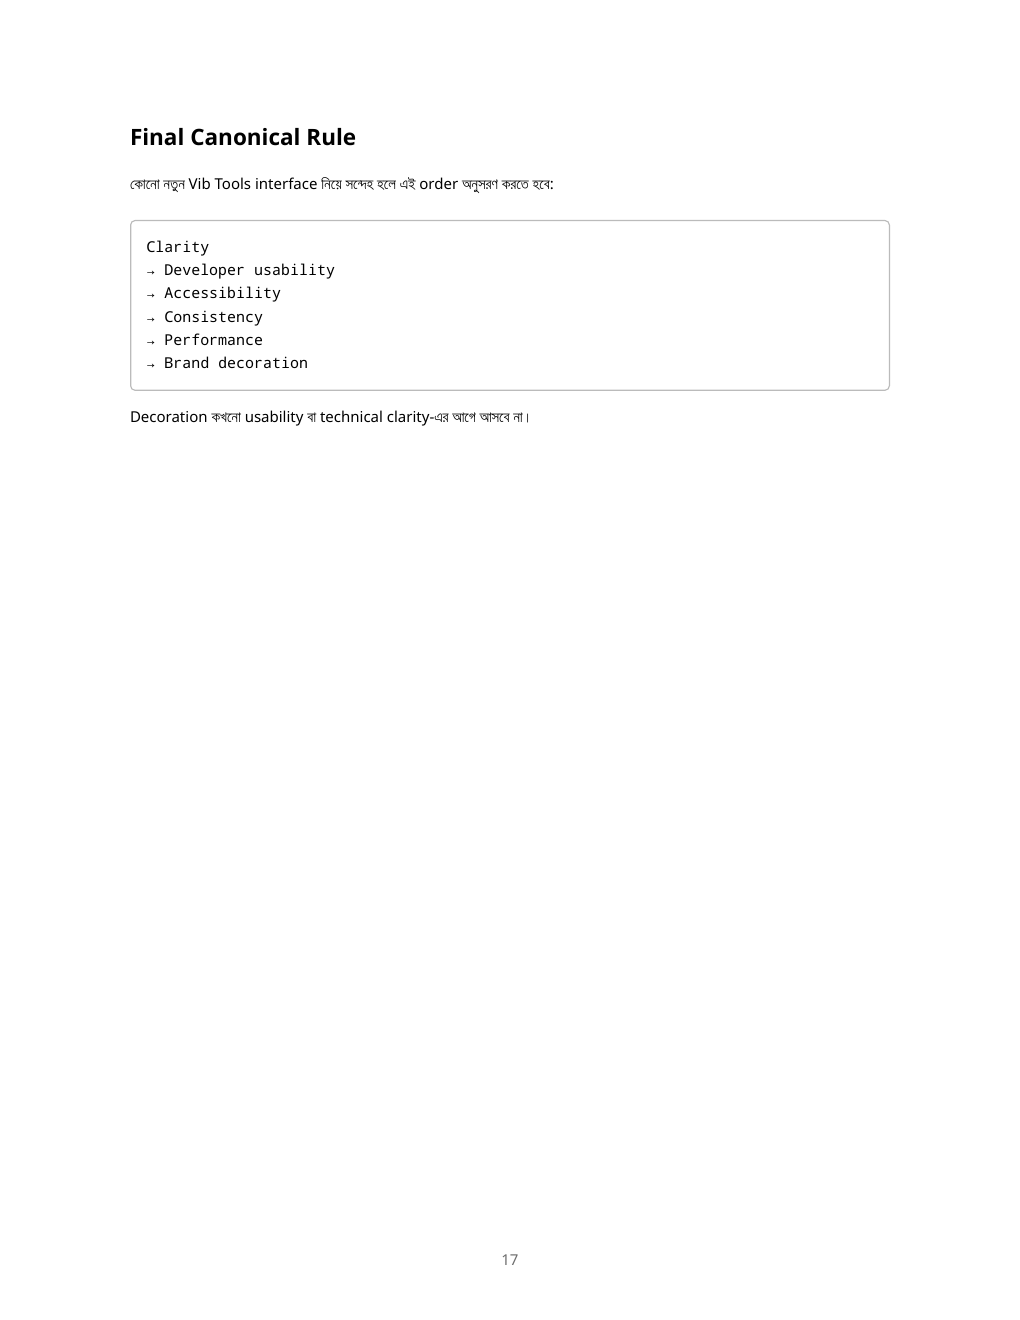 Final Canonical Rule
কোনো নতুন Vib Tools interface নিয়ে সন্দেহ হলে এই order অনুসরণ করতে হবে:
Clarity
→ Developer usability
→ Accessibility
→ Consistency
→ Performance
→ Brand decoration
Decoration কখনো usability বা technical clarity-এর আগে আসবে না।
17